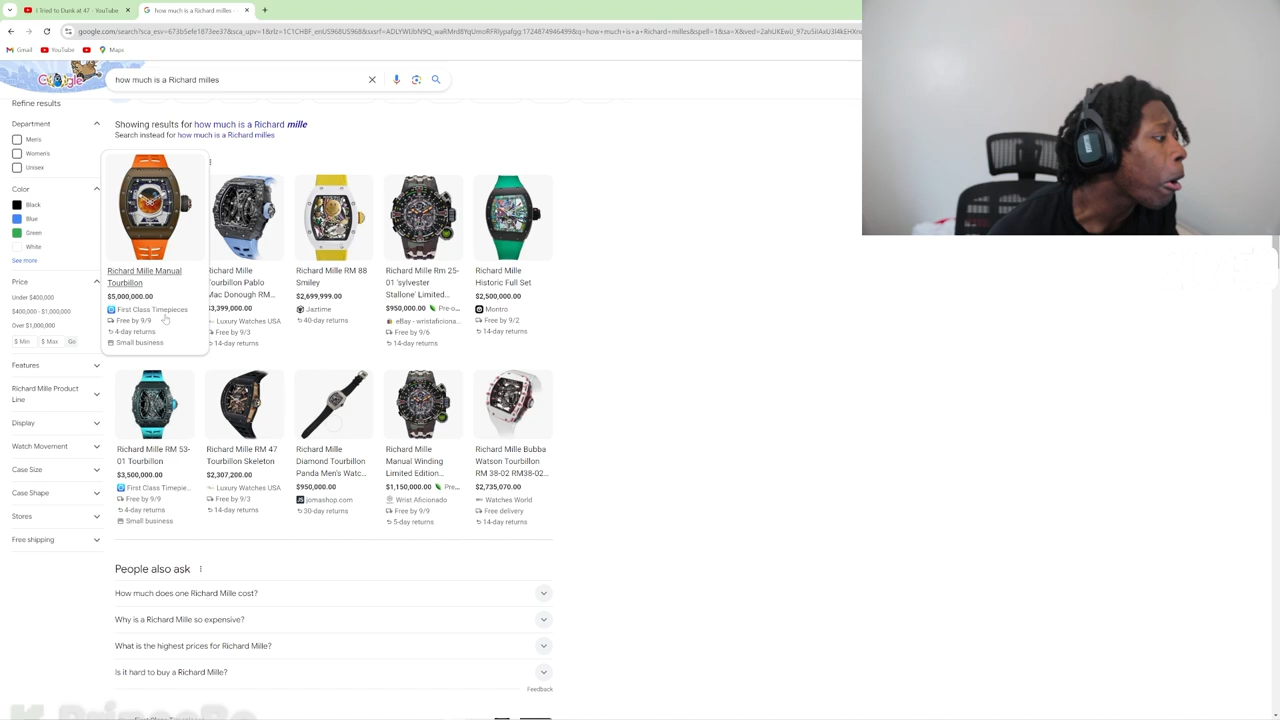 I Tried to Dunk at 47 - YouTube
how much is a Richard milles -
Gmail
YouTube
Maps
Google
how much is a Richard milles
Refine results
Department
Men's
Women's
Unisex
Color
Black
Blue
Green
White
See more
Price
Under $400,000
$400,000 - $1,000,000
Over $1,000,000
$ Min
$ Max
Go
Features
Richard Mille Product
Line
Display
Watch Movement
Case Size
Case Shape
Stores
Free shipping
Showing results for how much is a Richard mille
Search instead for how much is a Richard milles
Richard Mille Manual
Tourbillon
$5,000,000.00
First Class Timepieces
Free by 9/9
4-day returns
Small business
Richard Mille
Tourbillon Pablo
Mac Donough RM...
$3,399,000.00
Luxury Watches USA
Free by 9/3
14-day returns
Richard Mille RM 88
Smiley
$2,699,999.00
Jaztime
40-day returns
Richard Mille Rm 25-
01 'sylvester
Stallone' Limited...
$950,000.00 Pre-o...
eBay - wristaficiona...
Free by 9/6
14-day returns
Richard Mille
Historic Full Set
$2,500,000.00
Montro
Free by 9/2
14-day returns
Richard Mille RM 53-
01 Tourbillon
$3,500,000.00
First Class Timepie...
Free by 9/9
4-day returns
Small business
Richard Mille RM 47
Tourbillon Skeleton
$2,307,200.00
Luxury Watches USA
Free by 9/3
14-day returns
Richard Mille
Diamond Tourbillon
Panda Men's Watc...
$950,000.00
jomashop.com
30-day returns
Richard Mille
Manual Winding
Limited Edition...
$1,150,000.00 Pre...
Wrist Aficionado
Free by 9/9
5-day returns
Richard Mille Bubba
Watson Tourbillon
RM 38-02 RM38-02...
$2,735,070.00
Watches World
Free delivery
14-day returns
People also ask
How much does one Richard Mille cost?
Why is a Richard Mille so expensive?
What is the highest prices for Richard Mille?
Is it hard to buy a Richard Mille?
Feedback